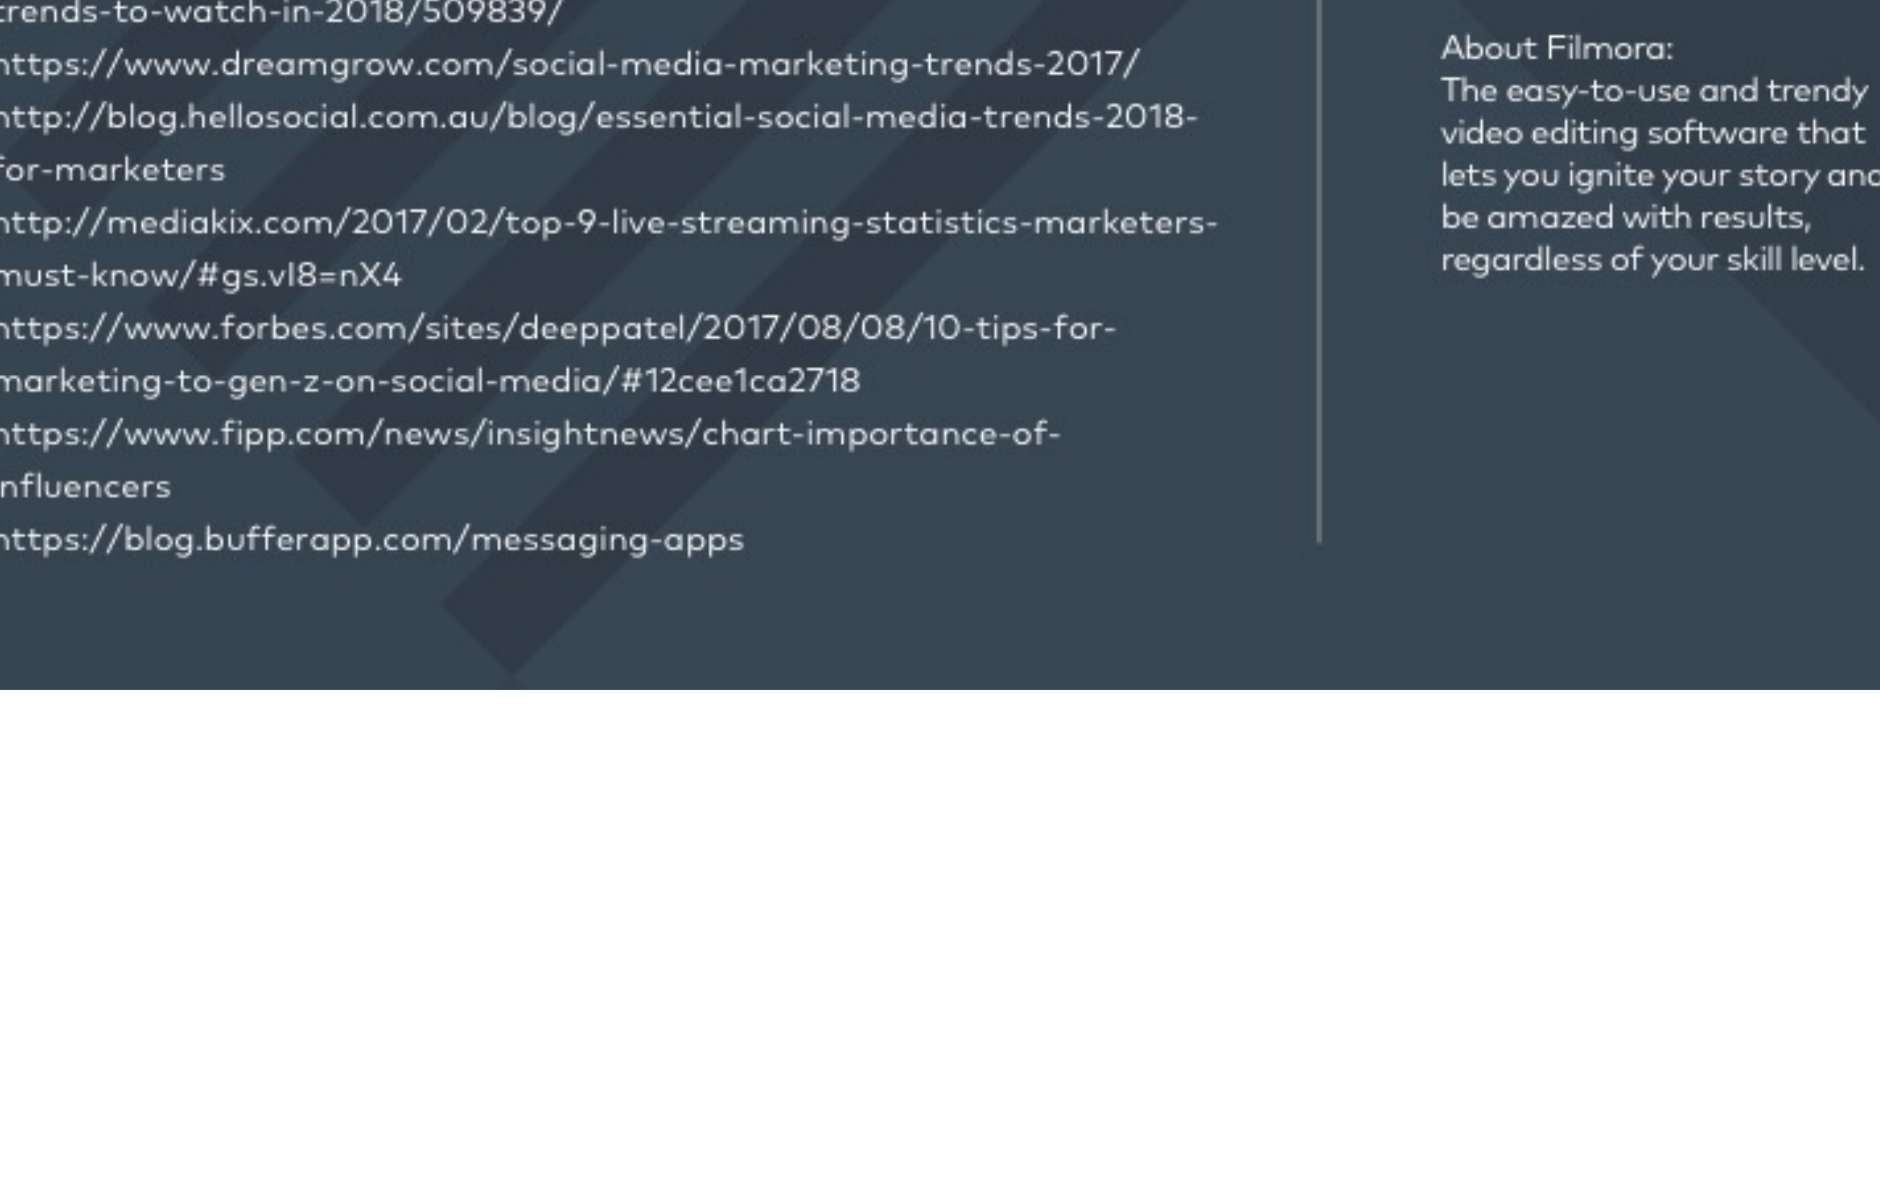 trends-to-watch-in-2018/509839/
https://www.dreamgrow.com/social-media-marketing-trends-2017/
http://blog.hellosocial.com.au/blog/essential-social-media-trends-2018-
for-marketers
http://mediakix.com/2017/02/top-9-live-streaming-statistics-marketers-
must-know/#gs.vI8=nX4
https://www.forbes.com/sites/deeppatel/2017/08/08/10-tips-for-
marketing-to-gen-z-on-social-media/#12cee1ca2718
https://www.fipp.com/news/insightnews/chart-importance-of-
influencers
https://blog.bufferapp.com/messaging-apps
About Filmora:
The easy-to-use and trendy
video editing software that
lets you ignite your story and
be amazed with results,
regardless of your skill level.